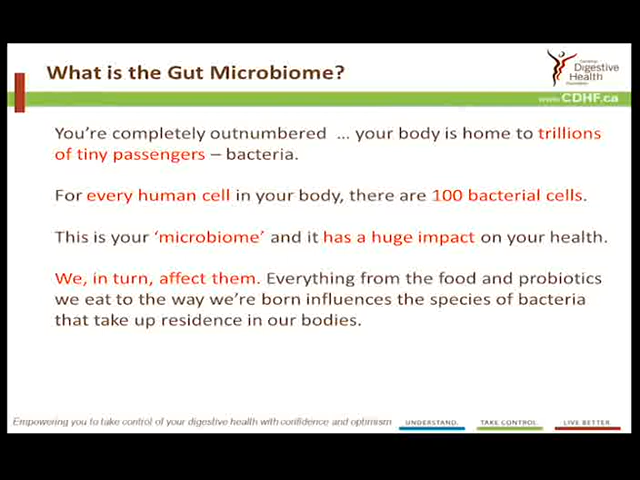 What is the Gut Microbiome?
Digestive
Health
www.CDHF.ca
You're completely outnumbered ... your body is home to trillions
of tiny passengers – bacteria.
For every human cell in your body, there are 100 bacterial cells.
This is your 'microbiome' and it has a huge impact on your health.
We, in turn, affect them. Everything from the food and probiotics
we eat to the way we're born influences the species of bacteria
that take up residence in our bodies.
Empowering you to take control of your digestive health with confidence and optimism
UNDERSTAND. TAKE CONTROL. LIVE BETTER.